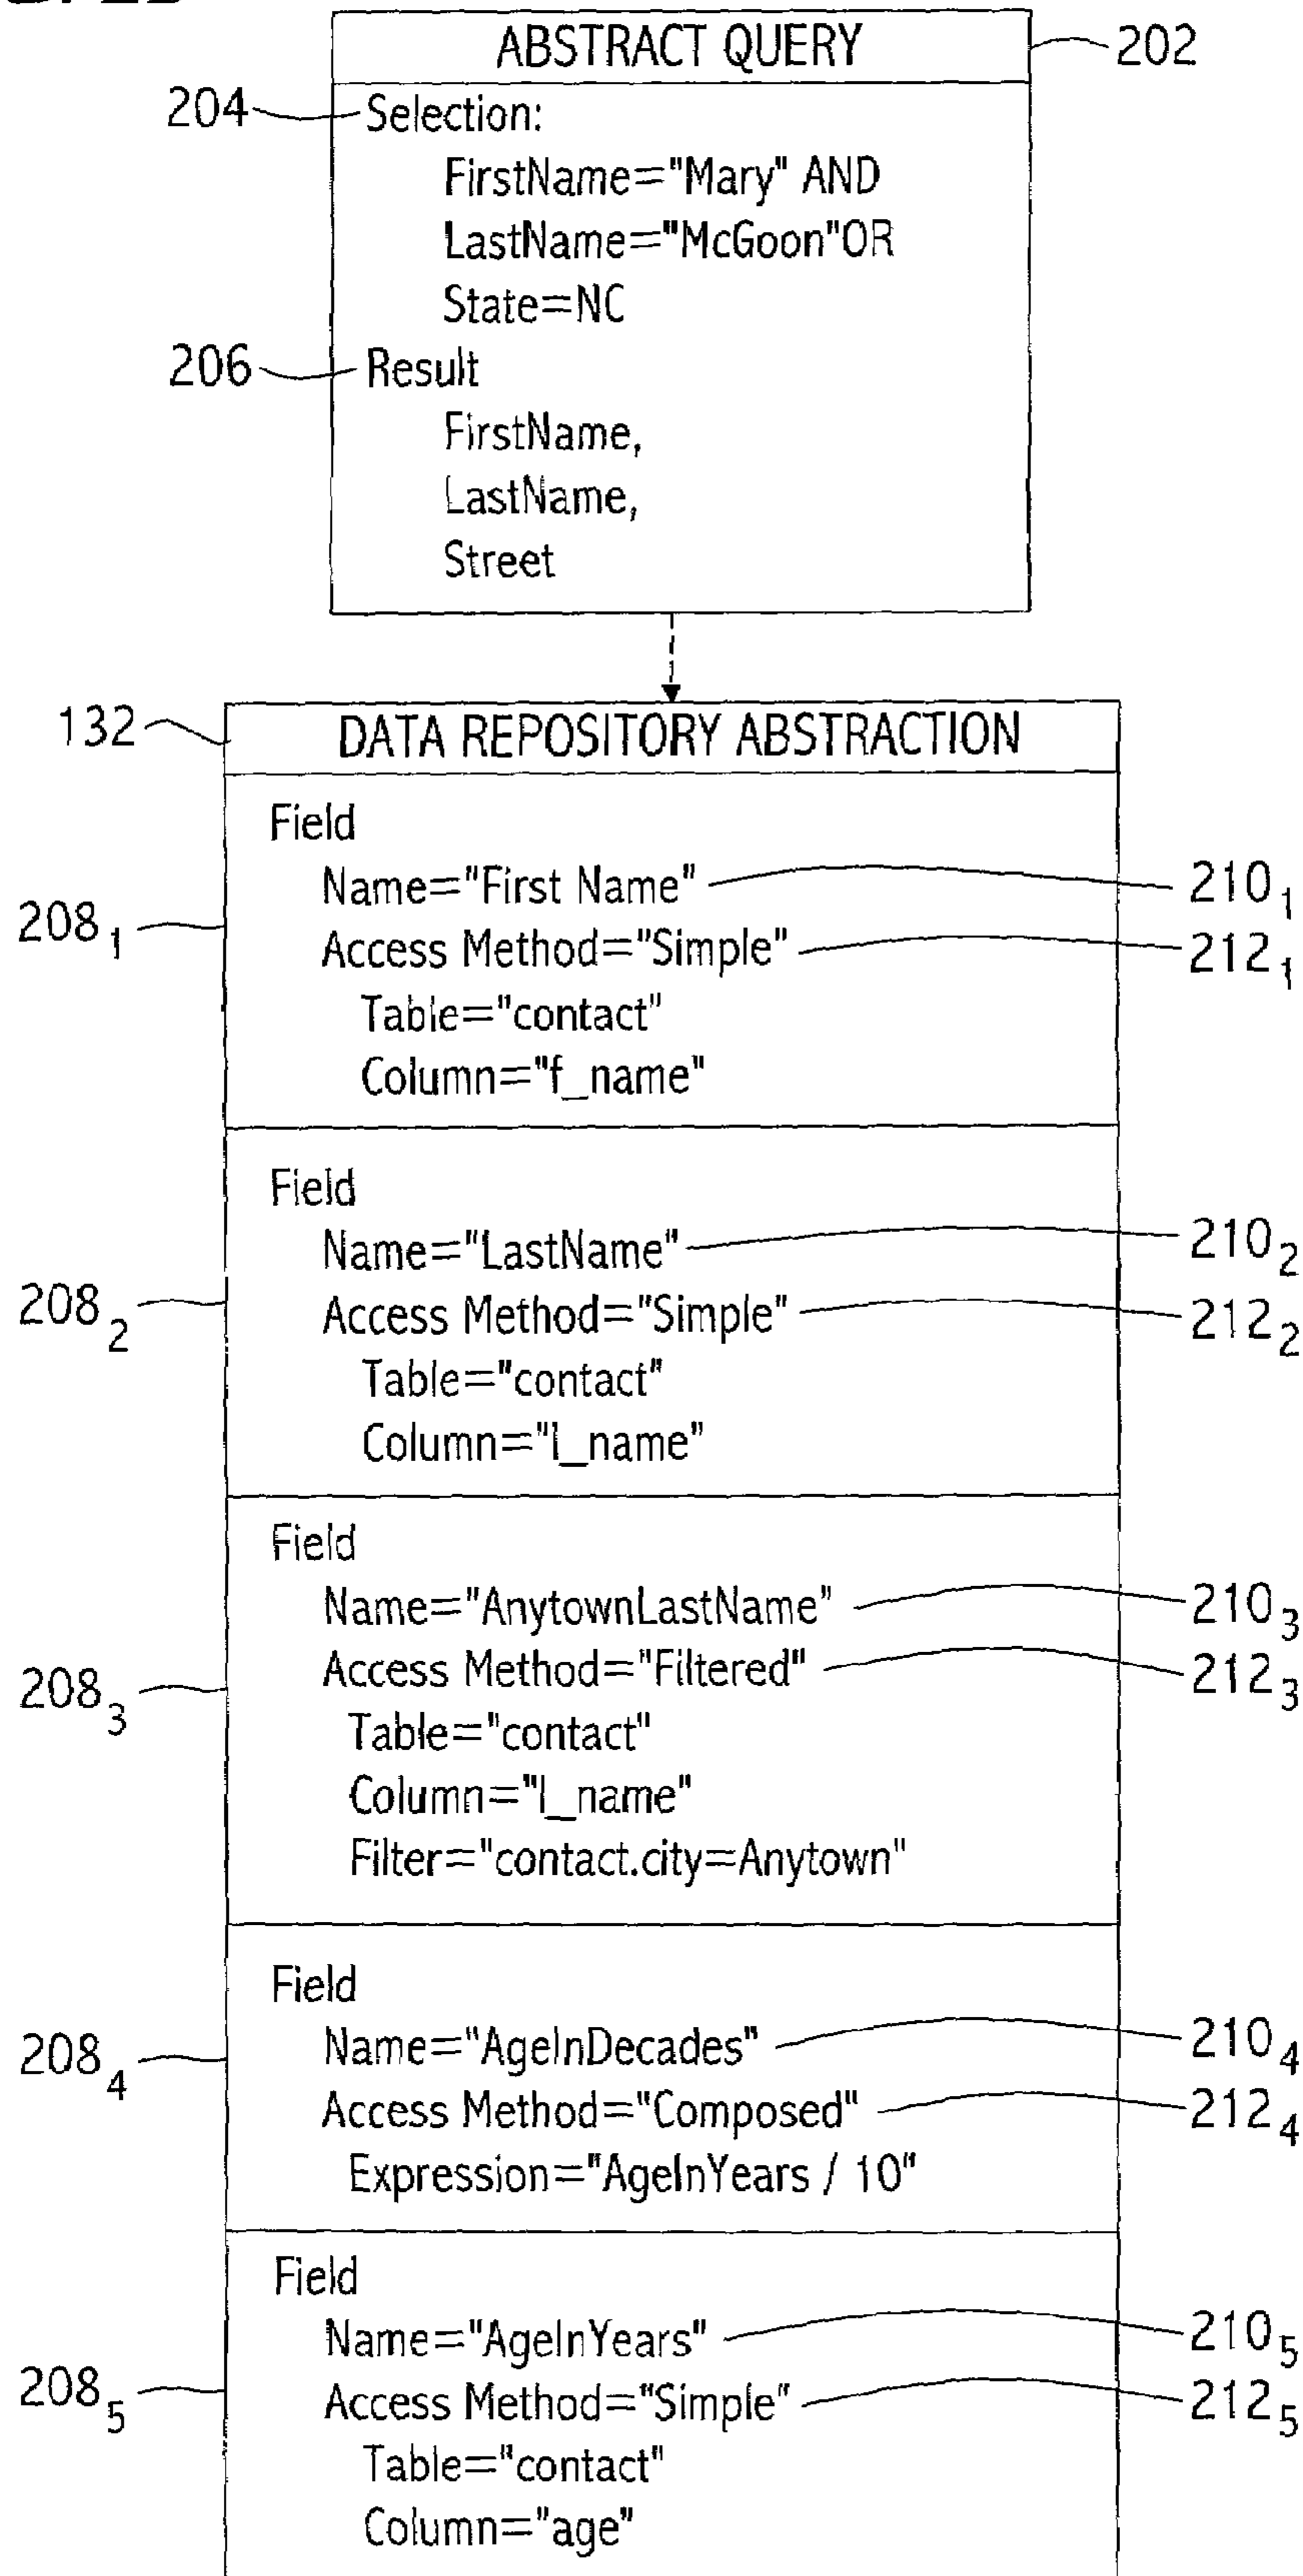 ABSTRACT QUERY
202
204
Selection:
FirstName="Mary" AND
LastName="McGoon"OR
State=NC
206
Result
FirstName,
LastName,
Street
132
DATA REPOSITORY ABSTRACTION
Field
Name="First Name"
210₁
208₁
Access Method="Simple"
212₁
Table="contact"
Column="f_name"
Field
Name="LastName"
210₂
208₂
Access Method="Simple"
212₂
Table="contact"
Column="l_name"
Field
Name="AnytownLastName"
210₃
208₃
Access Method="Filtered"
212₃
Table="contact"
Column="l_name"
Filter="contact.city=Anytown"
Field
Name="AgeInDecades"
210₄
208₄
Access Method="Composed"
212₄
Expression="AgeInYears / 10"
Field
Name="AgeInYears"
210₅
208₅
Access Method="Simple"
212₅
Table="contact"
Column="age"